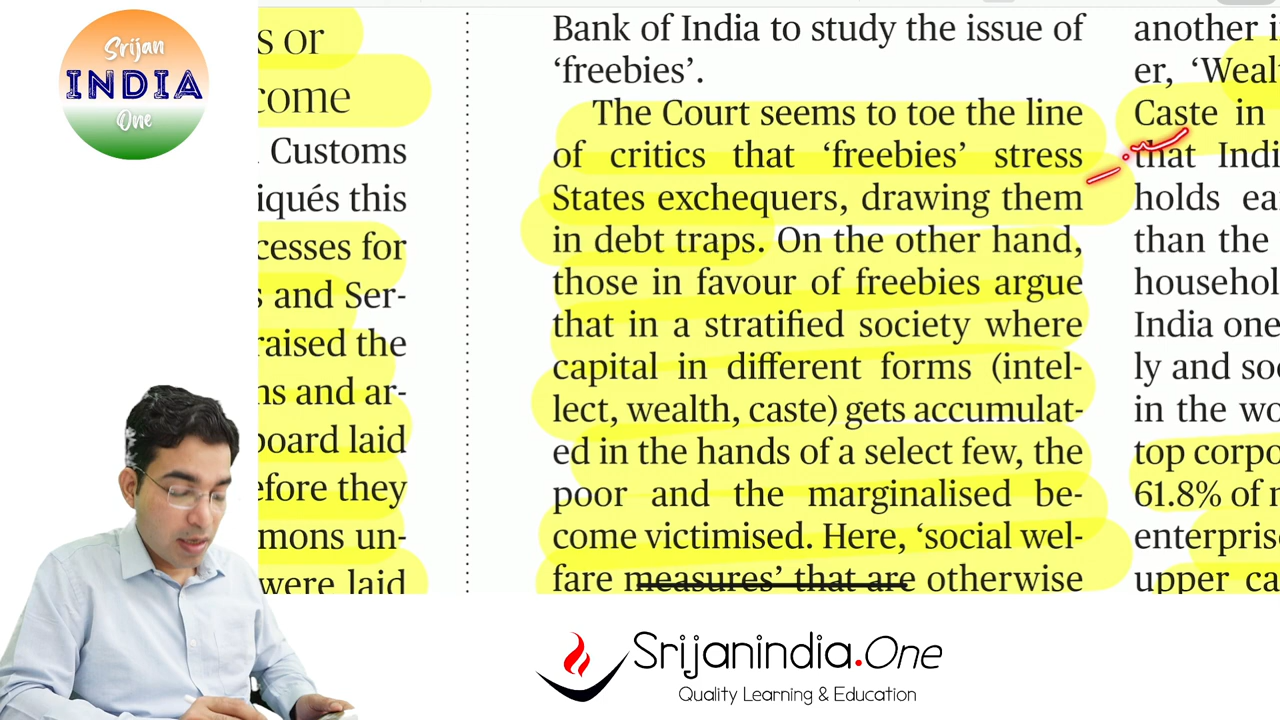 Srijan
INDIA
One
s or
come
Customs
iqués this
cesses for
s and Ser-
raised the
ns and ar-
board laid
efore they
mons un-
were laid
Bank of India to study the issue of
‘freebies’.
The Court seems to toe the line
of critics that ‘freebies’ stress
States exchequers, drawing them
in debt traps. On the other hand,
those in favour of freebies argue
that in a stratified society where
capital in different forms (intel-
lect, wealth, caste) gets accumulat-
ed in the hands of a select few, the
poor and the marginalised be-
come victimised. Here, ‘social wel-
fare measures’ that are otherwise
another i
er, ‘Weal
Caste in
that Indi
holds ea
than the
househol
India one
ly and soc
in the wo
top corpo
61.8% of
enterprise
upper ca
Srijanindia.One
Quality Learning & Education